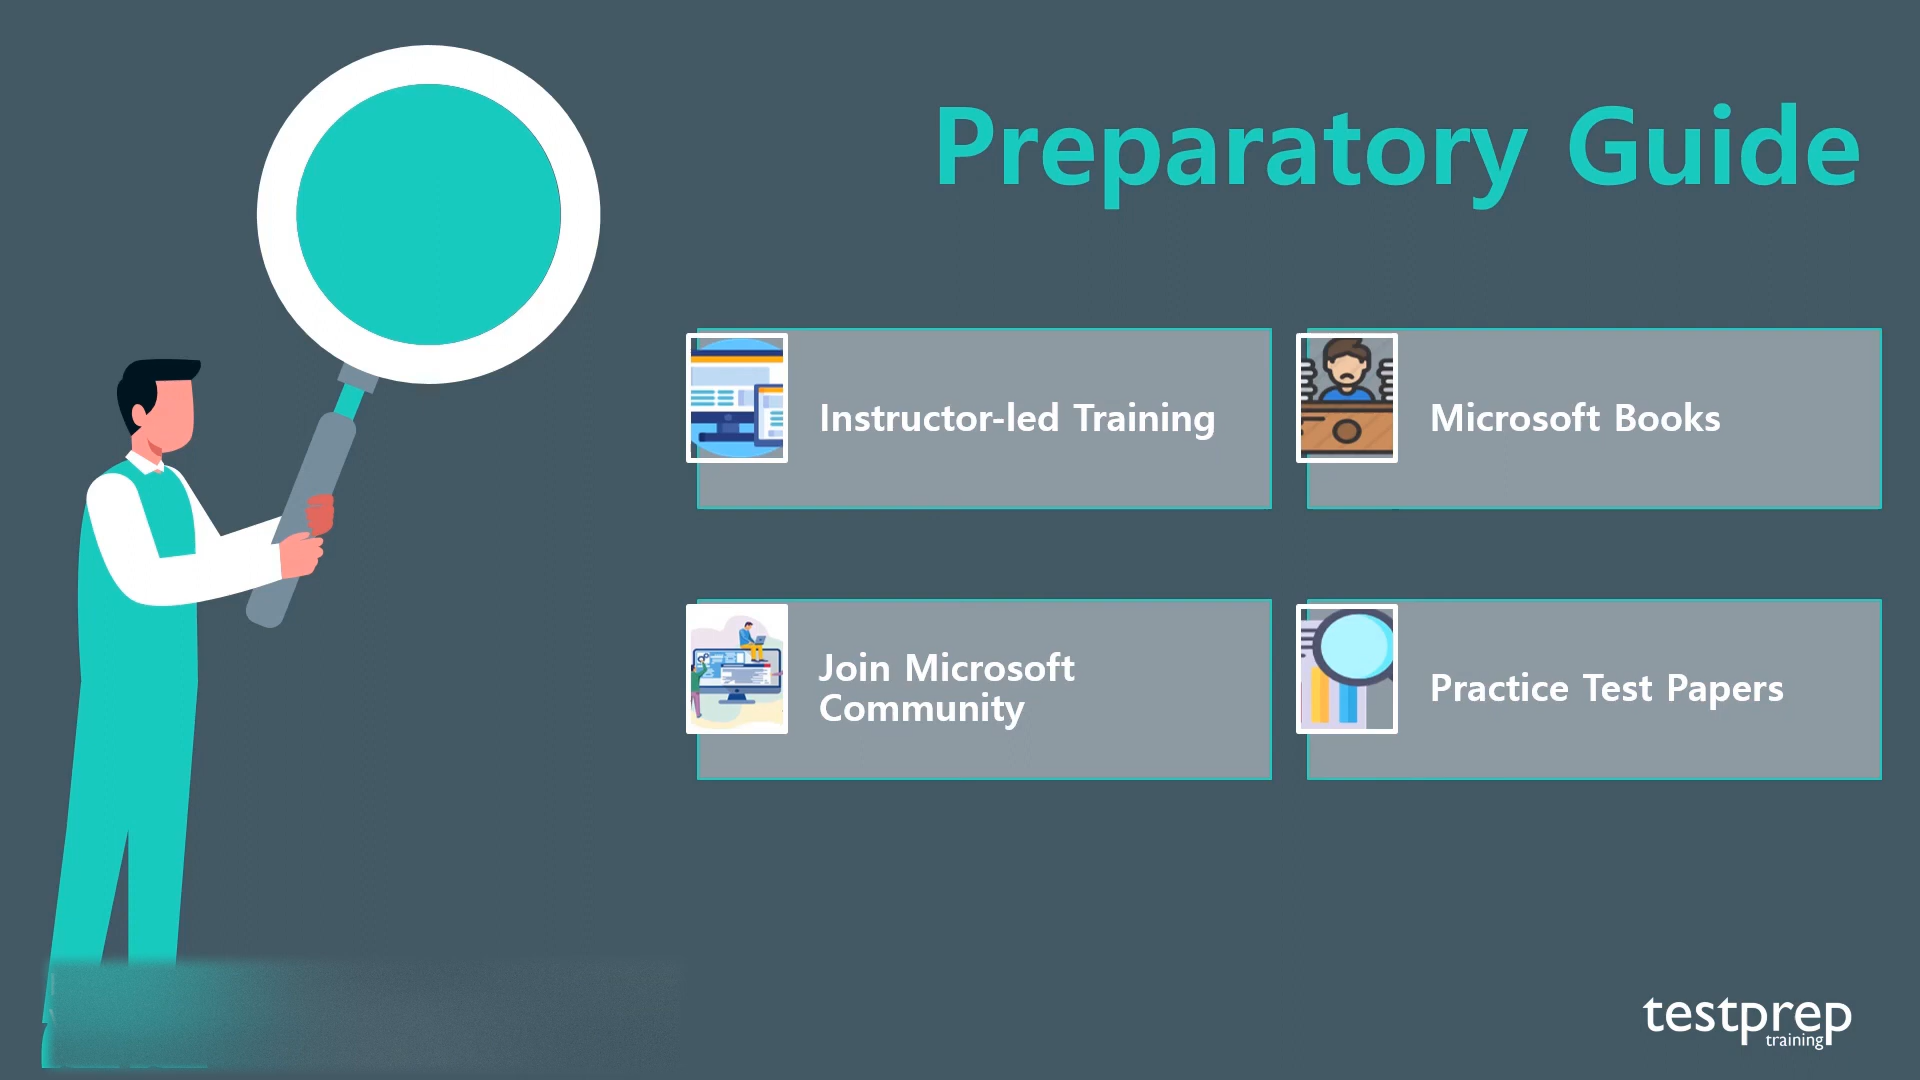 Preparatory Guide
Instructor-led Training
Microsoft Books
Join Microsoft
Community
Practice Test Papers
testprep
training